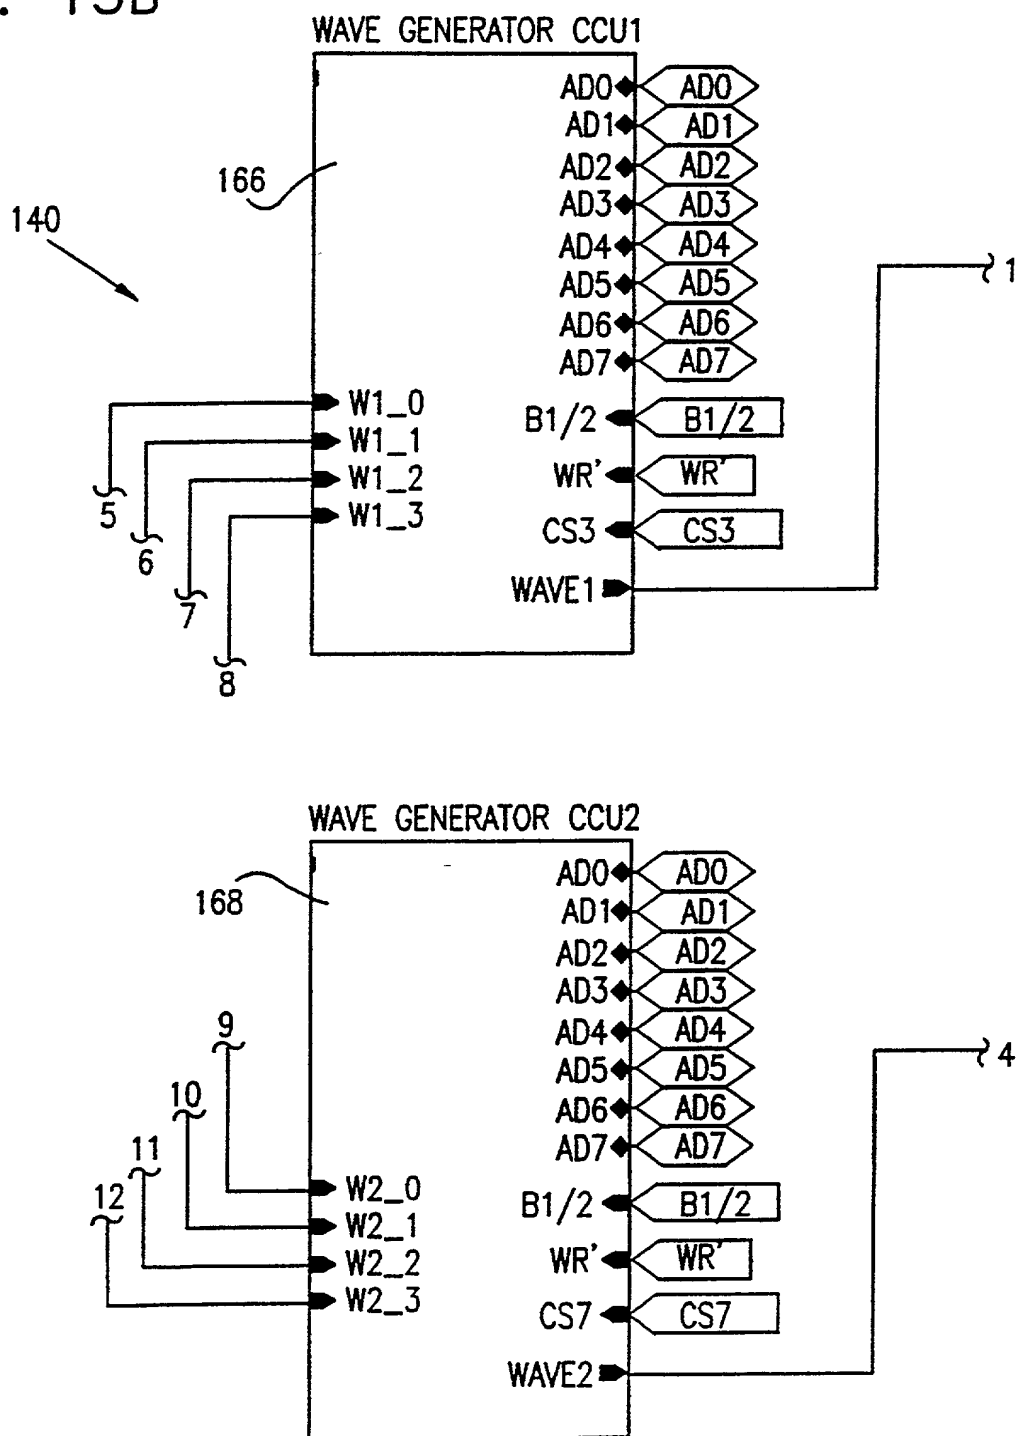 WAVE GENERATOR CCU1
AD0 AD0
AD1 AD1
166 AD2 AD2
AD3 AD3
140 AD4 AD4
AD5 AD5 1
AD6 AD6
AD7 AD7
W1_0 B1/2 B1/2
W1_1
W1_2 WR' WR'
5 W1_3 CS3 CS3
6
7 WAVE1
8
WAVE GENERATOR CCU2
AD0 AD0
168 AD1 AD1
AD2 AD2
AD3 AD3
9 AD4 AD4
AD5 AD5 4
10 AD6 AD6
11 AD7 AD7
12 W2_0 B1/2 B1/2
W2_1
W2_2 WR' WR'
W2_3 CS7 CS7
WAVE2